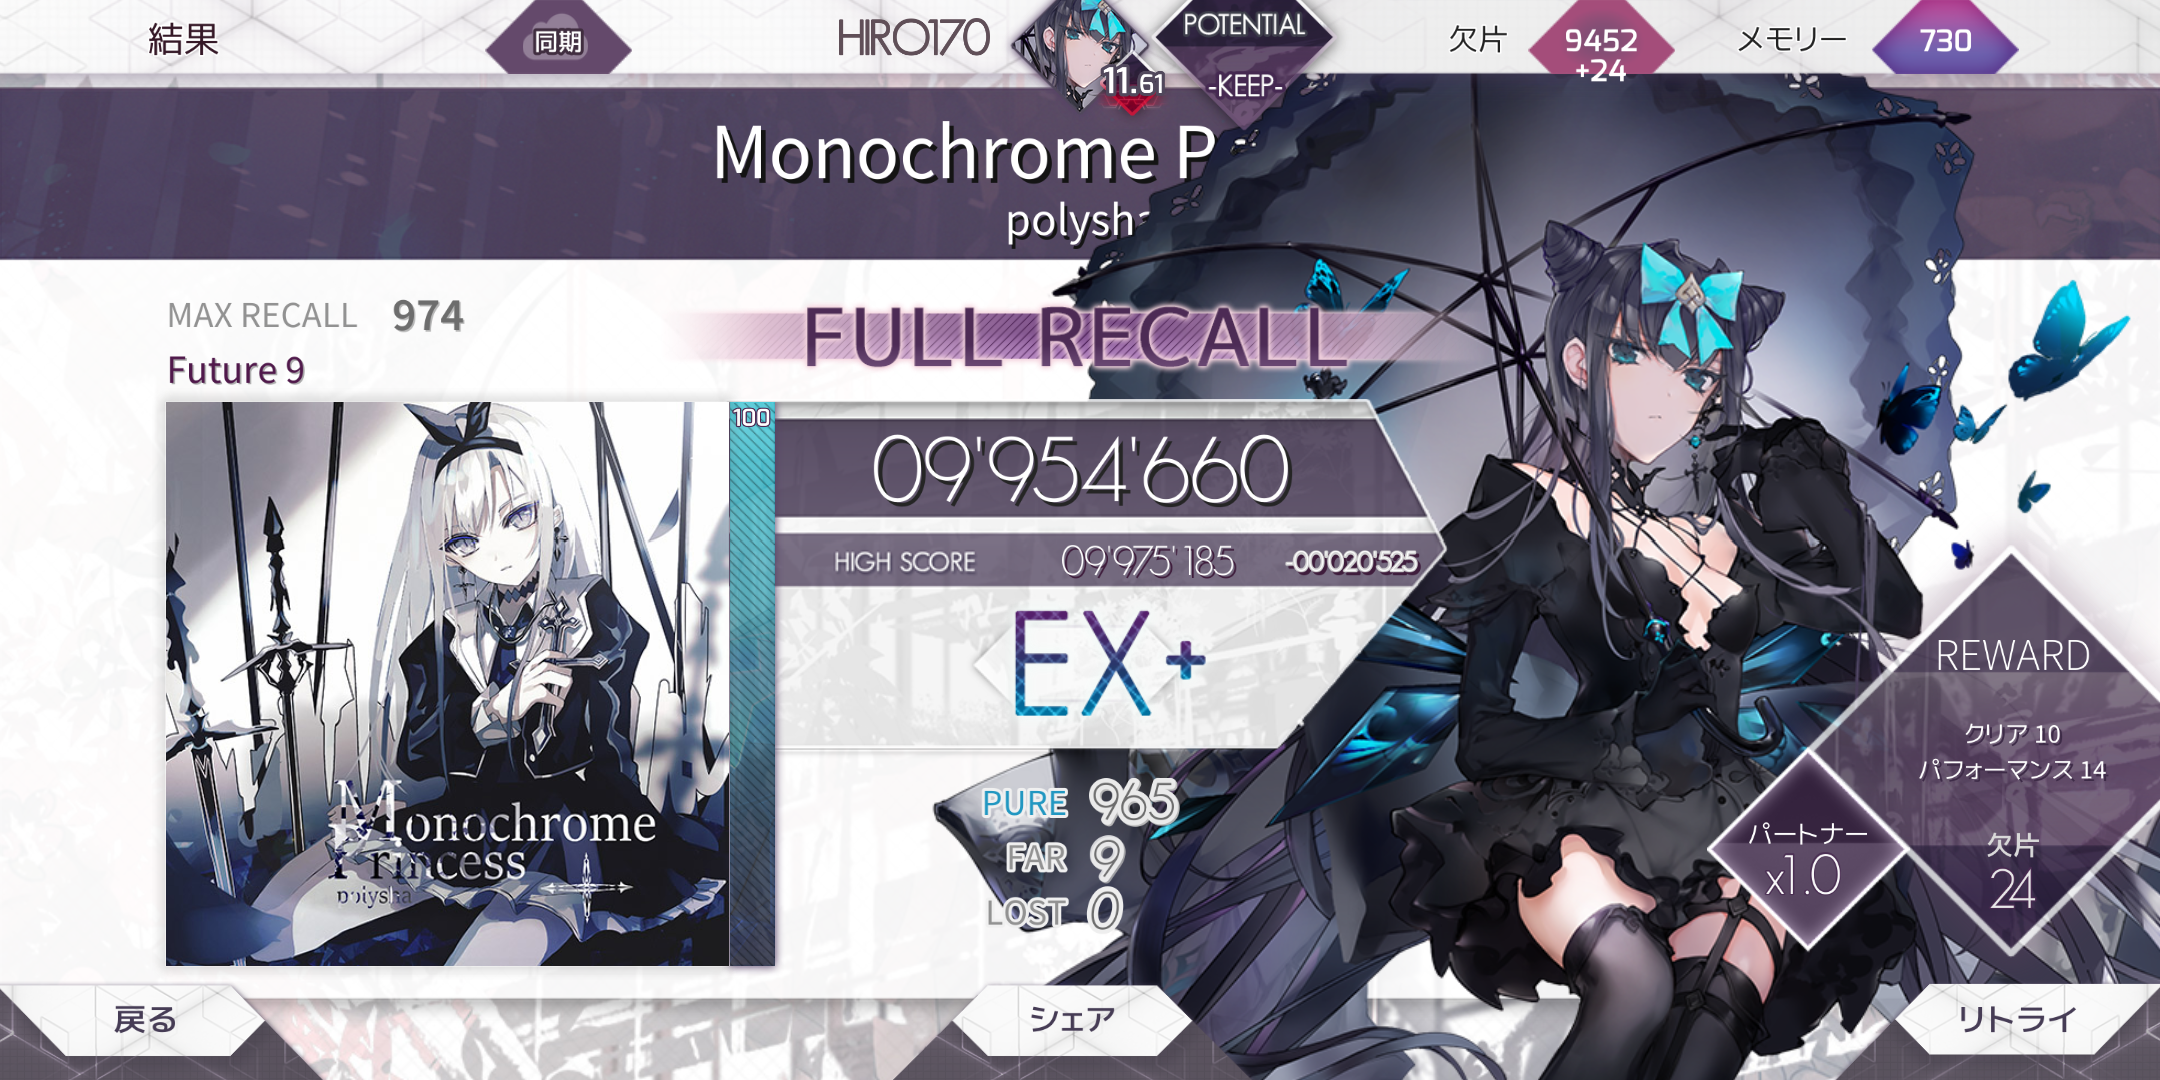 結果
同期
HIRO170
11.61
POTENTIAL
-KEEP-
欠片
9452
+24
メモリー
730
Monochrome P
polysha
MAX RECALL 974
Future 9
FULL RECALL
100
09'954'660
HIGH SCORE 09'975'185 -00'020'525
EX+
Monochrome
Princess
polysha
PURE 965
FAR 9
LOST 0
REWARD
クリア 10
パフォーマンス 14
欠片
24
パートナー
x1.0
戻る
シェア
リトライ